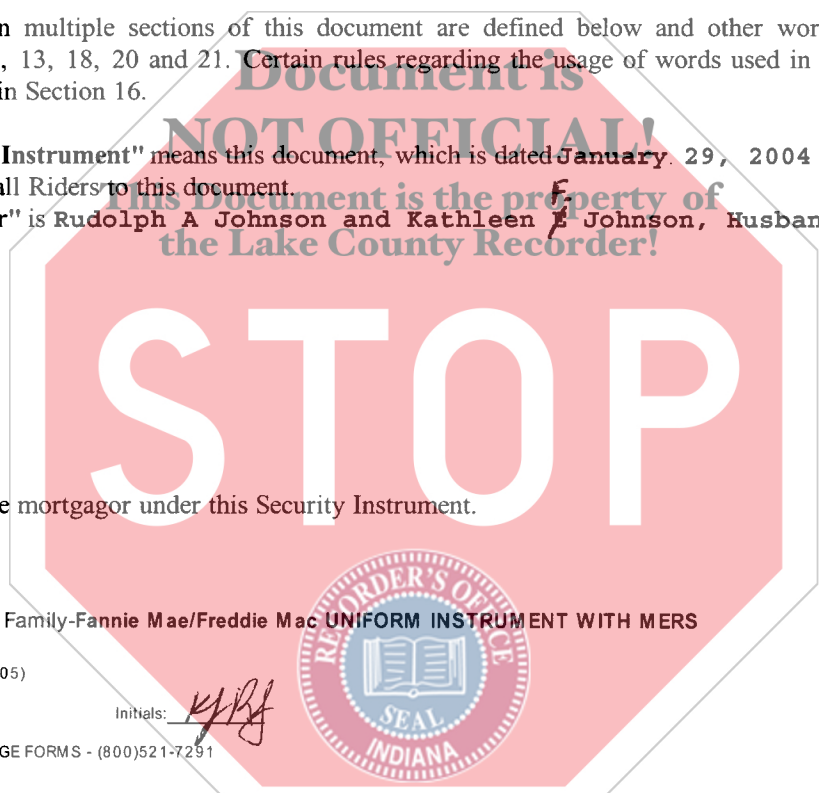 n multiple sections of this document are defined below and other wor
, 13, 18, 20 and 21. Certain rules regarding the usage of words used in
in Section 16.
Document is
NOT OFFICIAL!
This Document is the property of
the Lake County Recorder!
Instrument" means this document, which is dated January. 29, 2004
all Riders to this document.
F.
r" is Rudolph A Johnson and Kathleen E Johnson, Husban
STOP
e mortgagor under this Security Instrument.
Family-Fannie Mae/Freddie Mac UNIFORM INSTRUMENT WITH MERS
05)
Initials: KJ RJ
GE FORMS - (800)521-7291
RECORDER'S OFFICE
SEAL
INDIANA